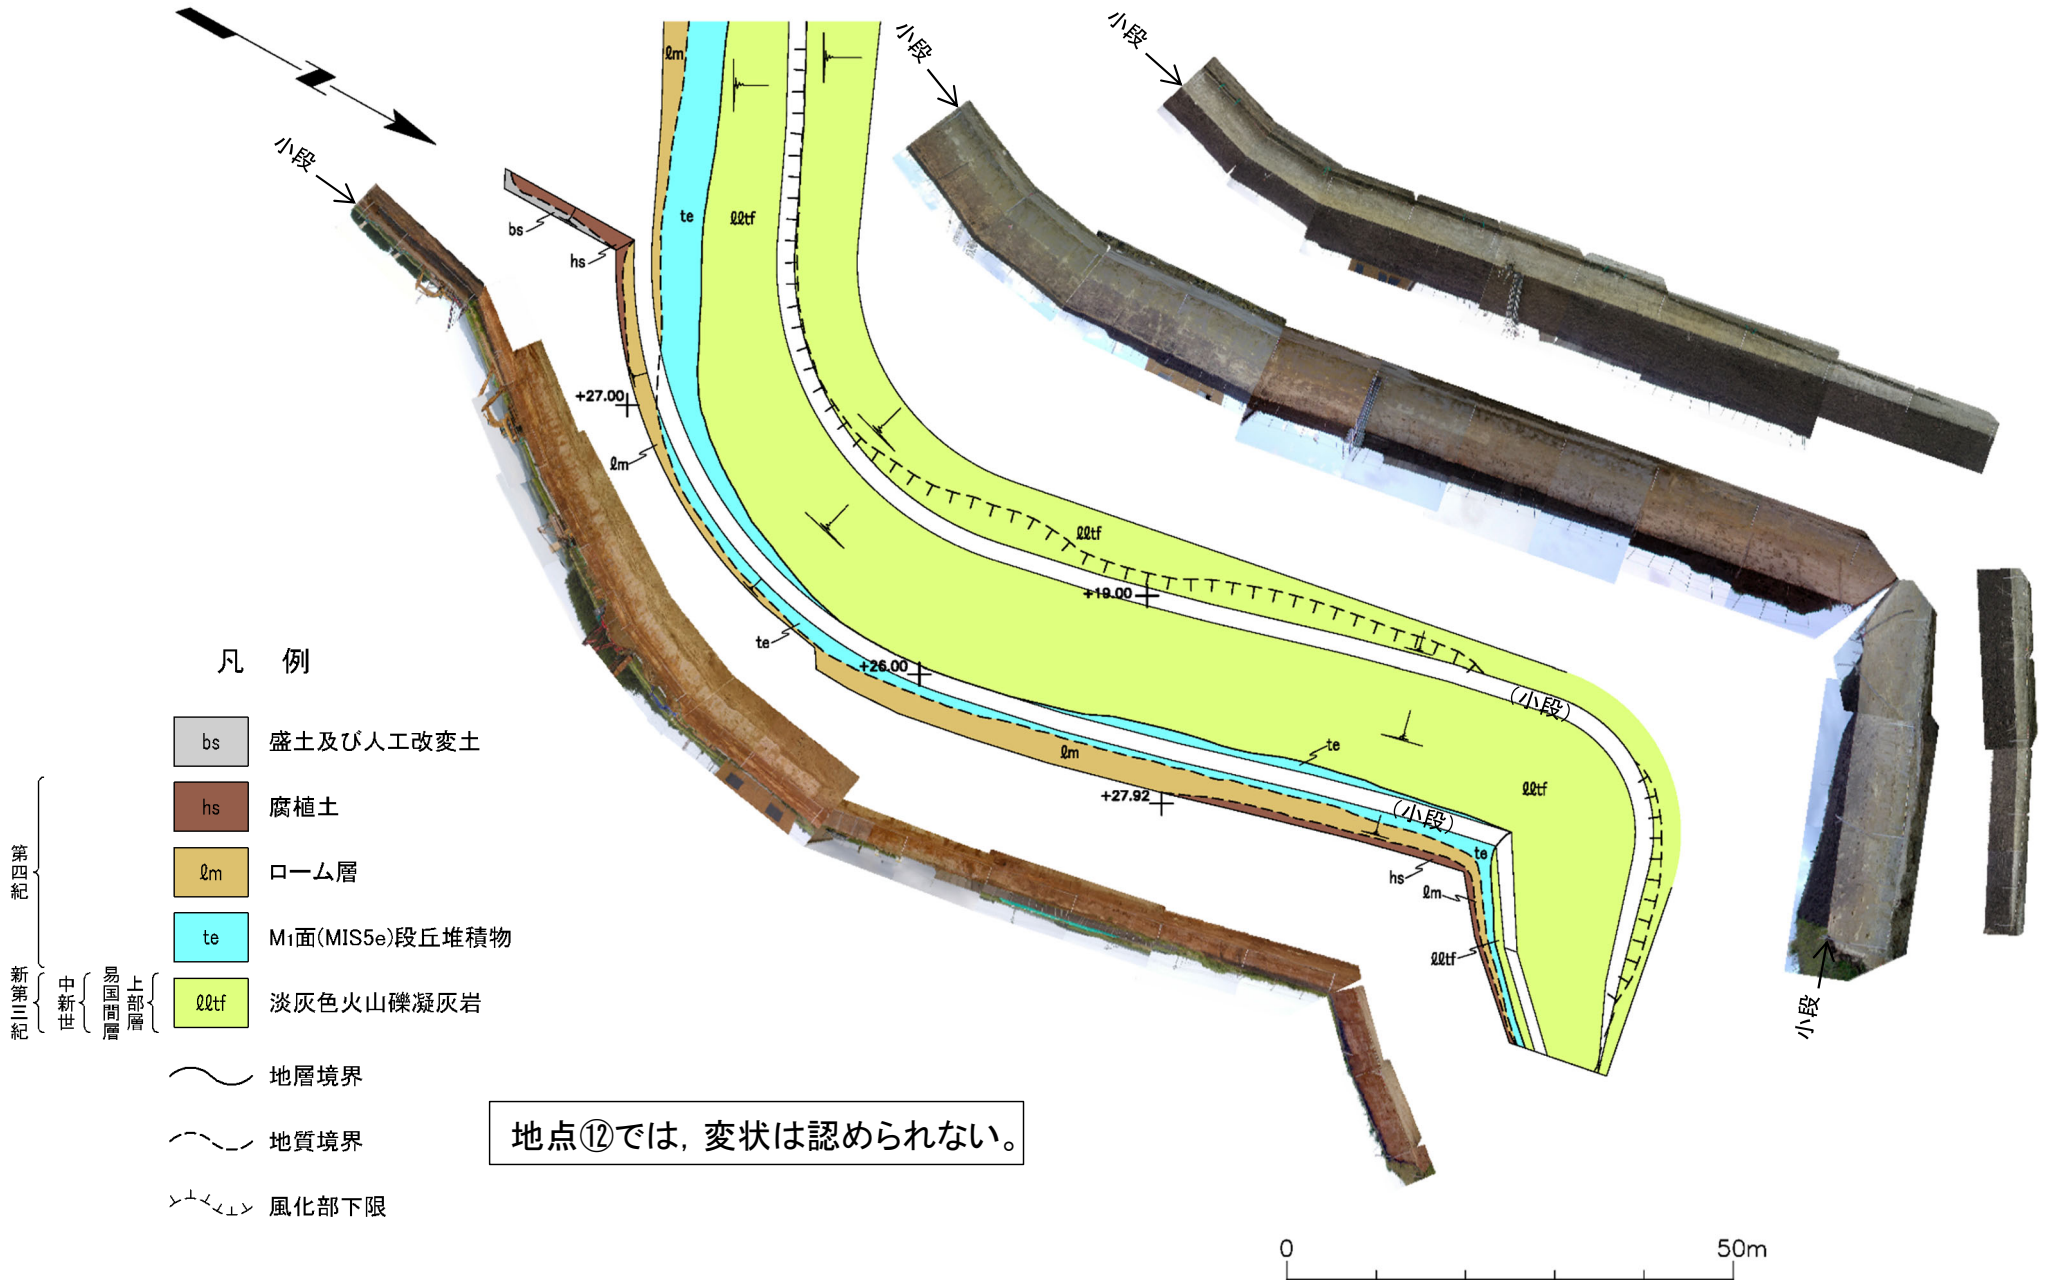 小段
小段
小段
lm
te
lltf
bs
hs
+27.00
lm
lltf
+19.00
te
+26.00
(小段)
lm
te
lltf
+27.92
(小段)
te
hs
lm
lltf
小段
凡 例
bs 盛土及び人工改変土
hs 腐植土
lm ローム層
te M1面(MIS5e)段丘堆積物
lltf 淡灰色火山礫凝灰岩
第四紀
新第三紀
中新世
易国間層
上部層
地層境界
地質境界
風化部下限
地点⑫では，変状は認められない。
0 50m